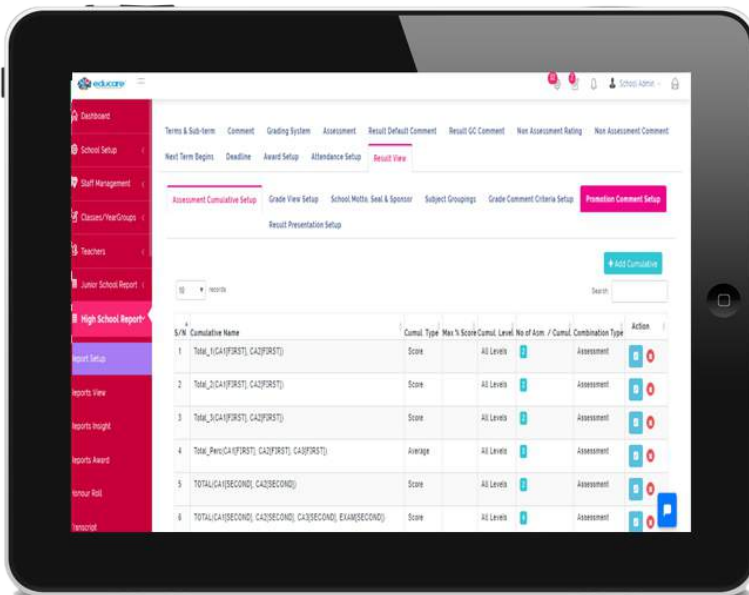 educare
School Admin
Dashboard
School Setup
Staff Management
Classes/YearGroups
Teachers
Junior School Report
High School Report
Report Setup
Reports View
Reports Insight
Reports Award
Honour Roll
Transcript
Terms & Sub-term Comment Grading System Assessment Result Default Comment Result GC Comment Non Assessment Rating Non Assessment Comment
Next Term Begins Deadline Award Setup Attendance Setup Result View
Assessment Cumulative Setup Grade View Setup School Motto, Seal & Sponsor Subject Groupings Grade Comment Criteria Setup Promotion Comment Setup
Result Presentation Setup
+ Add Cumulative
10 records Search:
S/N Cumulative Name Cumul. Type Max % Score Cumul. Level No of Asm. / Cumul. Combination Type Action
1 Total_1(CA1[FIRST], CA2[FIRST]) Score All Levels 2 Assessment
2 Total_2(CA1[FIRST], CA2[FIRST]) Score All Levels 2 Assessment
3 Total_3(CA1[FIRST], CA2[FIRST]) Score All Levels 2 Assessment
4 Total_Perc(CA1[FIRST], CA2[FIRST], CA3[FIRST]) Average All Levels 3 Assessment
5 TOTAL(CA1[SECOND], CA2[SECOND]) Score All Levels 2 Assessment
6 TOTAL(CA1[SECOND], CA2[SECOND], CA3[SECOND], EXAM[SECOND]) Score All Levels 4 Assessment